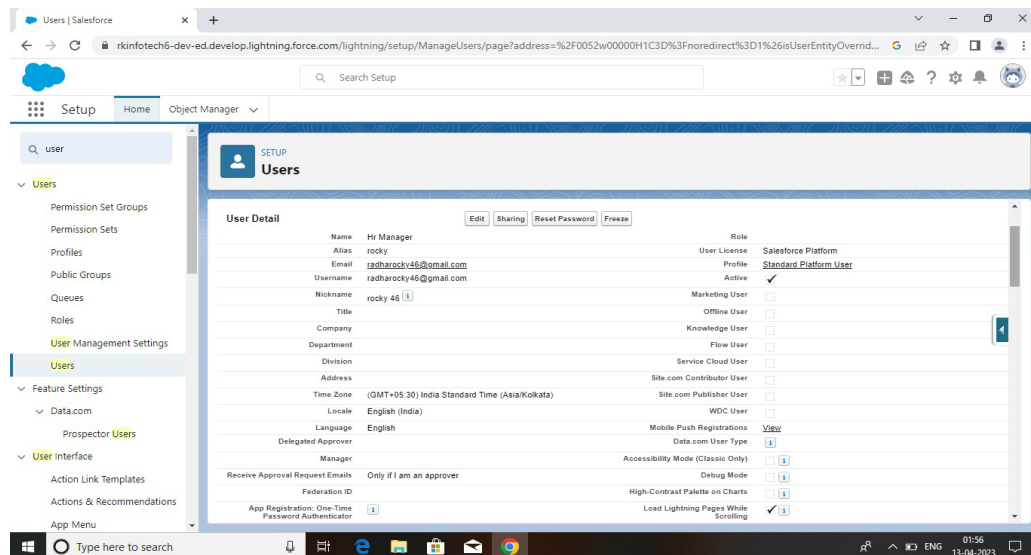 Users | Salesforce
rkinfotech6-dev-ed.develop.lightning.force.com/lightning/setup/ManageUsers/page?address=%2F0052w00000H1C3D%3Fnoredirect%3D1%26isUserEntityOverrid...
Search Setup
Setup
Home
Object Manager
user
Users
Permission Set Groups
Permission Sets
Profiles
Public Groups
Queues
Roles
User Management Settings
Users
Feature Settings
Data.com
Prospector Users
User Interface
Action Link Templates
Actions & Recommendations
App Menu
SETUP
Users
User Detail Edit Sharing Reset Password Freeze
Name Hr Manager Role
Alias rocky User License Salesforce Platform
Email radharocky46@gmail.com Profile Standard Platform User
Username radharocky46@gmail.com Active
Nickname rocky 46 i Marketing User
Title Offline User
Company Knowledge User
Department Flow User
Division Service Cloud User
Address Site.com Contributor User
Time Zone (GMT+05:30) India Standard Time (Asia/Kolkata) Site.com Publisher User
Locale English (India) WDC User
Language English Mobile Push Registrations View
Delegated Approver Data.com User Type i
Manager Accessibility Mode (Classic Only) i
Receive Approval Request Emails Only if I am an approver Debug Mode i
Federation ID High-Contrast Palette on Charts i
App Registration: One-Time Password Authenticator i Load Lightning Pages While Scrolling i
Type here to search
ENG
01:56
13-04-2023